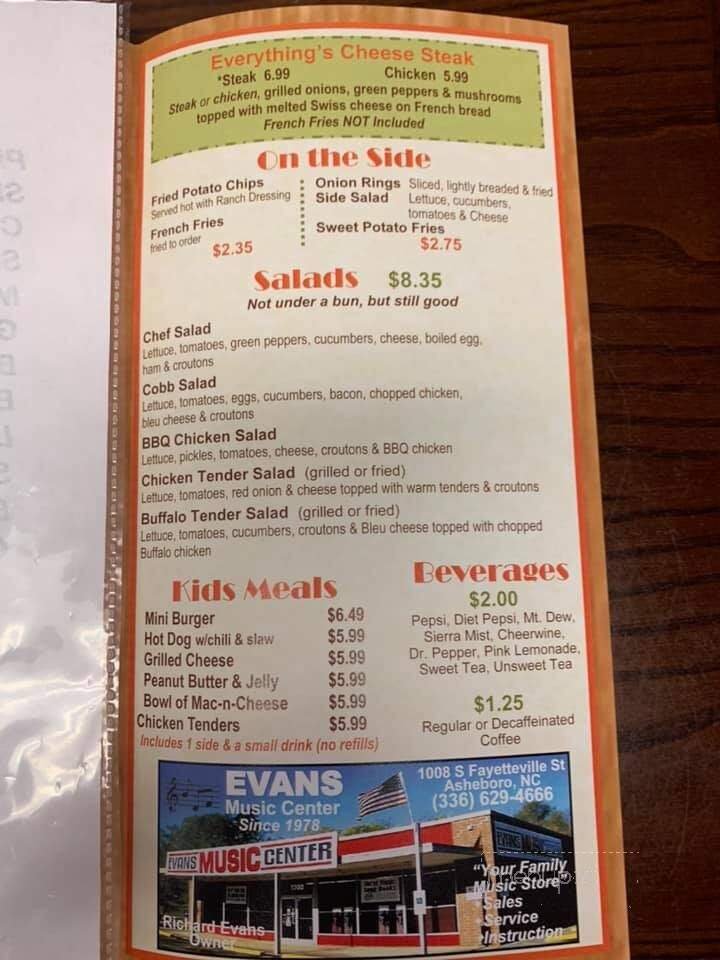 Everything's Cheese Steak
*Steak 6.99 Chicken 5.99
Steak or chicken, grilled onions, green peppers & mushrooms
topped with melted Swiss cheese on French bread
French Fries NOT Included
On the Side
Fried Potato Chips
Served hot with Ranch Dressing
French Fries
fried to order
$2.35
Onion Rings Sliced, lightly breaded & fried
Side Salad Lettuce, cucumbers,
tomatoes & Cheese
Sweet Potato Fries
$2.75
Salads $8.35
Not under a bun, but still good
Chef Salad
Lettuce, tomatoes, green peppers, cucumbers, cheese, boiled egg,
ham & croutons
Cobb Salad
Lettuce, tomatoes, eggs, cucumbers, bacon, chopped chicken,
bleu cheese & croutons
BBQ Chicken Salad
Lettuce, pickles, tomatoes, cheese, croutons & BBQ chicken
Chicken Tender Salad (grilled or fried)
Lettuce, tomatoes, red onion & cheese topped with warm tenders & croutons
Buffalo Tender Salad (grilled or fried)
Lettuce, tomatoes, cucumbers, croutons & Bleu cheese topped with chopped
Buffalo chicken
Kids Meals
Mini Burger $6.49
Hot Dog w/chili & slaw $5.99
Grilled Cheese $5.99
Peanut Butter & Jelly $5.99
Bowl of Mac-n-Cheese $5.99
Chicken Tenders $5.99
Includes 1 side & a small drink (no refills)
Beverages
$2.00
Pepsi, Diet Pepsi, Mt. Dew,
Sierra Mist, Cheerwine,
Dr. Pepper, Pink Lemonade,
Sweet Tea, Unsweet Tea
$1.25
Regular or Decaffeinated
Coffee
EVANS
Music Center
Since 1978
1008 S Fayetteville St
Asheboro, NC
(336) 629-4666
EVANS MUSIC CENTER
Richard Evans
Owner
"Your Family
Music Store"
•Sales
•Service
•Instruction